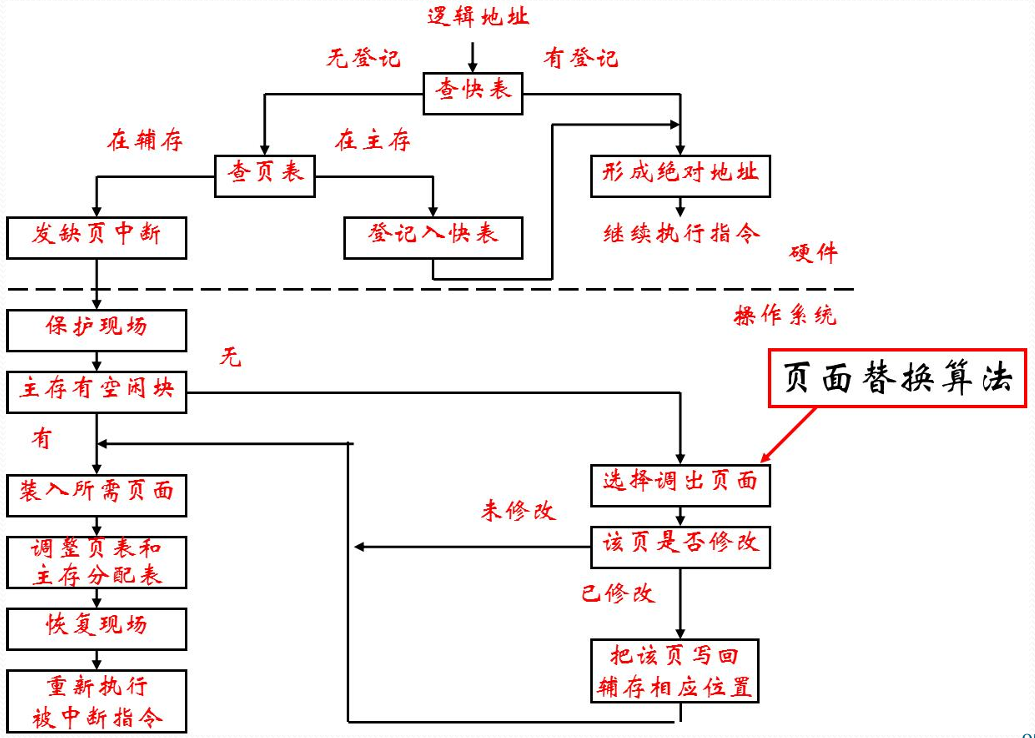 逻辑地址
无登记
有登记
查快表
在辅存
在主存
查页表
形成绝对地址
发缺页中断
登记入快表
继续执行指令
硬件
操作系统
保护现场
无
主存有空闲块
页面替换算法
有
装入所需页面
选择调出页面
未修改
该页是否修改
调整页表和
主存分配表
已修改
恢复现场
把该页写回
辅存相应位置
重新执行
被中断指令